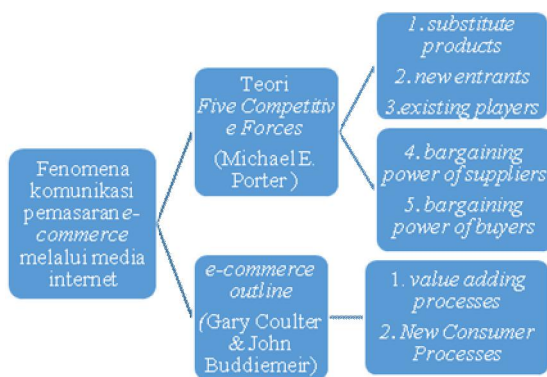 Fenomena
komunikasi
pemasaran e-
commerce
melalui media
internet
Teori
Five Competitiv
e Forces
(Michael E.
Porter )
1. substitute
products
2. new entrants
3.existing players
4. bargaining
power of suppliers
5. bargaining
power of buyers
e-commerce
outline
(Gary Coulter
& John
Buddiemeir)
1. value adding
processes
2. New Consumer
Processes